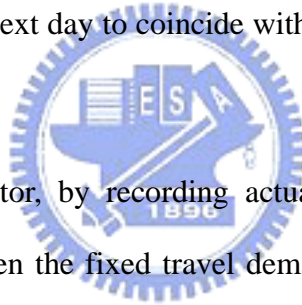 ext day to coincide with
E S A
tor, by recording actua
1896
en the fixed travel dem